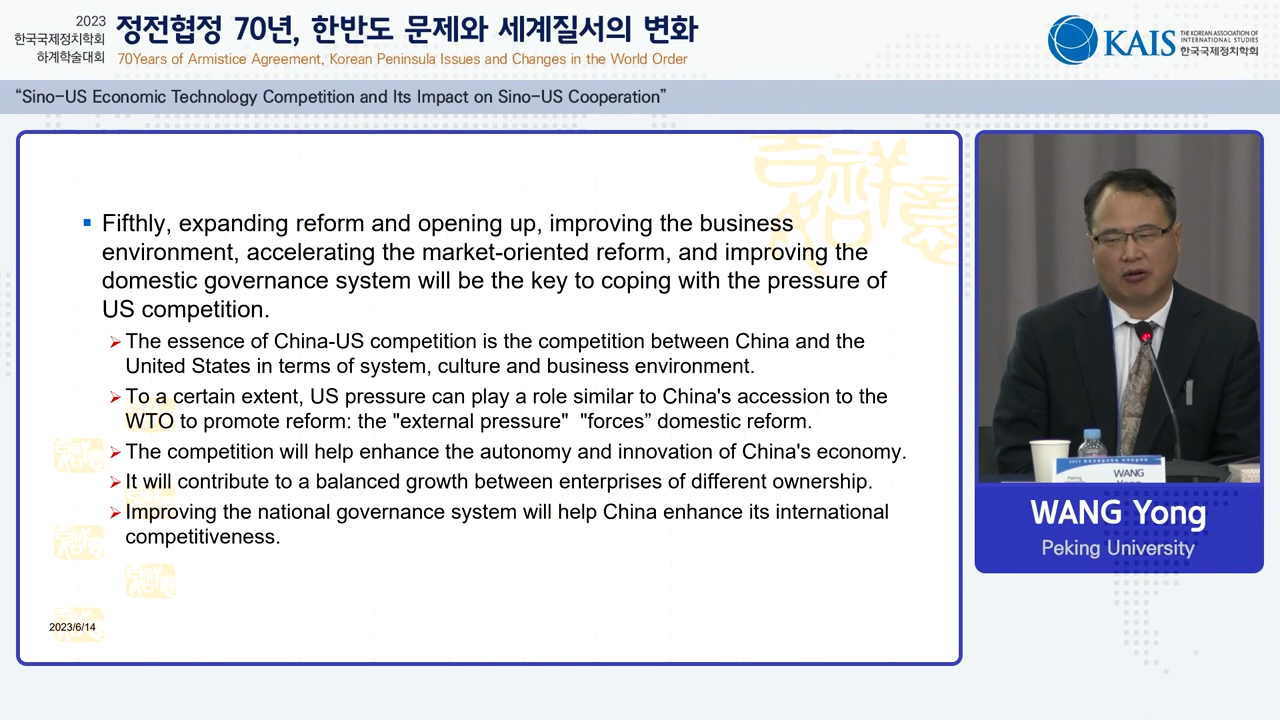 2023
한국국제정치학회
하계학술대회
정전협정 70년, 한반도 문제와 세계질서의 변화
70Years of Armistice Agreement, Korean Peninsula Issues and Changes in the World Order
KAIS
THE KOREAN ASSOCIATION OF
INTERNATIONAL STUDIES
한국국제정치학회
“Sino-US Economic Technology Competition and Its Impact on Sino-US Cooperation”
Fifthly, expanding reform and opening up, improving the business
environment, accelerating the market-oriented reform, and improving the
domestic governance system will be the key to coping with the pressure of
US competition.
The essence of China-US competition is the competition between China and the
United States in terms of system, culture and business environment.
To a certain extent, US pressure can play a role similar to China's accession to the
WTO to promote reform: the "external pressure" "forces” domestic reform.
The competition will help enhance the autonomy and innovation of China's economy.
It will contribute to a balanced growth between enterprises of different ownership.
Improving the national governance system will help China enhance its international
competitiveness.
2023/6/14
吉祥如意
WANG
WANG Yong
Peking University